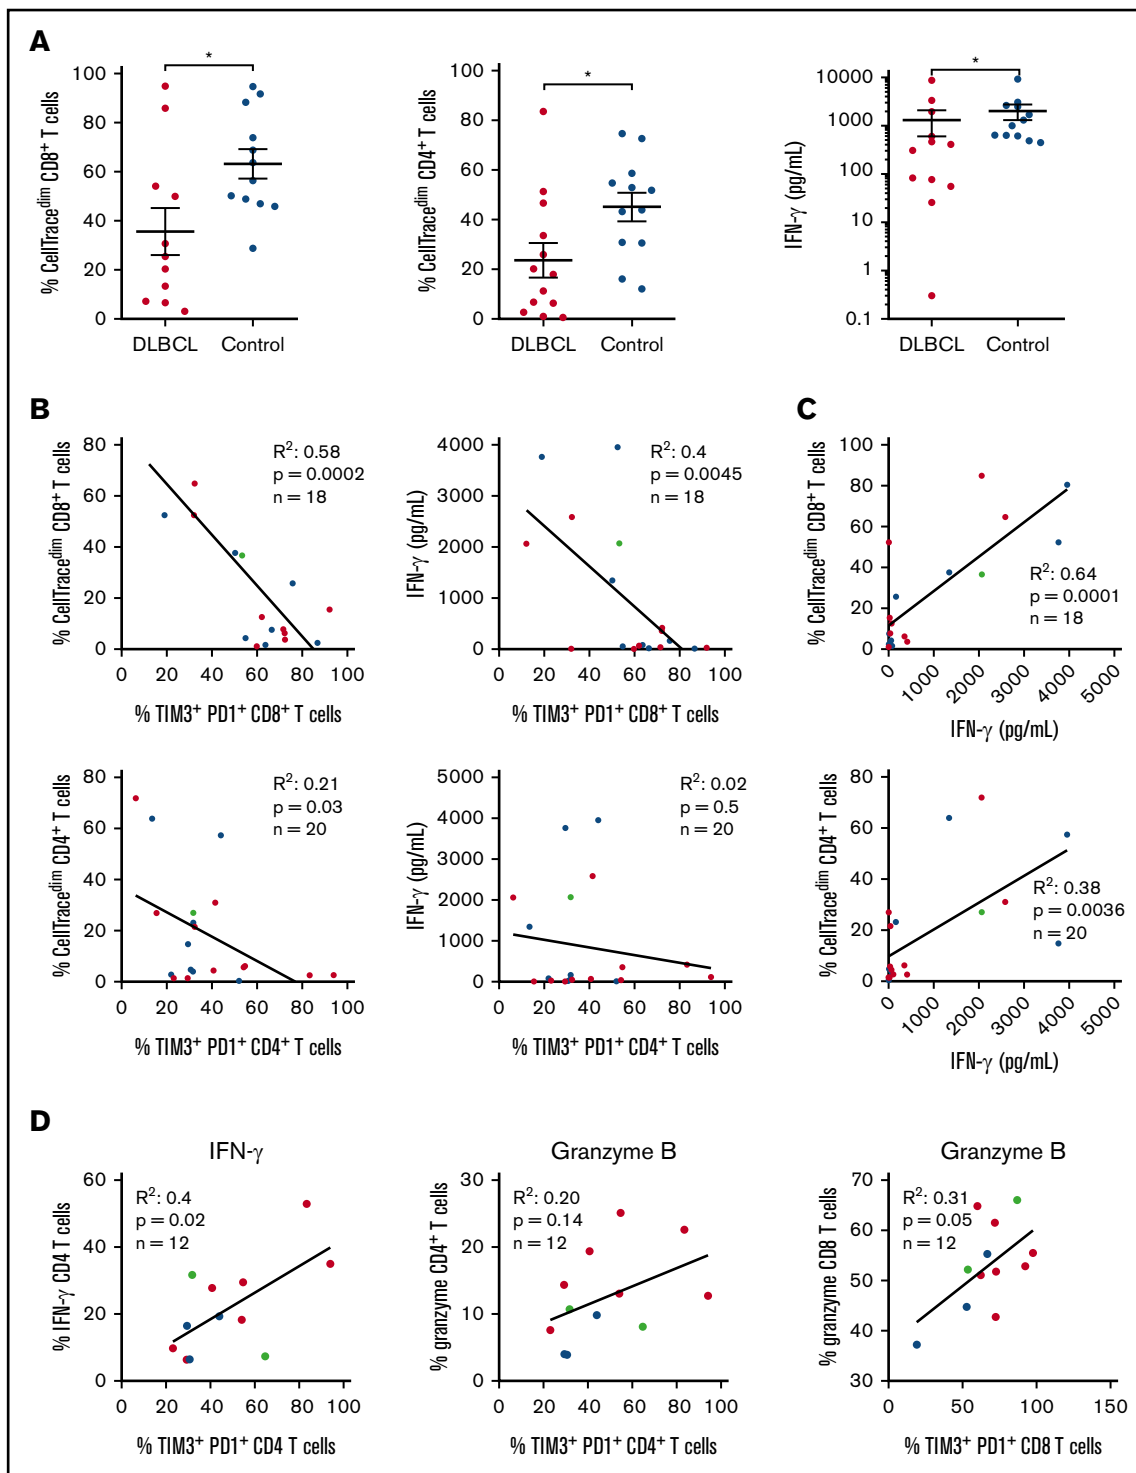 A
*
100
80
60
40
20
0
% CellTrace^dim CD8⁺ T cells
DLBCL
Control
*
100
80
60
40
20
0
% CellTrace^dim CD4⁺ T cells
DLBCL
Control
*
10000
1000
100
10
1
0.1
IFN-γ (pg/mL)
DLBCL
Control
B
80
60
40
20
0
% CellTrace^dim CD8⁺ T cells
R²: 0.58
p = 0.0002
n = 18
0 20 40 60 80 100
% TIM3⁺ PD1⁺ CD8⁺ T cells
4000
3000
2000
1000
0
IFN-γ (pg/mL)
R²: 0.4
p = 0.0045
n = 18
0 20 40 60 80 100
% TIM3⁺ PD1⁺ CD8⁺ T cells
80
60
40
20
0
% CellTrace^dim CD4⁺ T cells
R²: 0.21
p = 0.03
n = 20
0 20 40 60 80 100
% TIM3⁺ PD1⁺ CD4⁺ T cells
5000
4000
3000
2000
1000
0
IFN-γ (pg/mL)
R²: 0.02
p = 0.5
n = 20
0 20 40 60 80 100
% TIM3⁺ PD1⁺ CD4⁺ T cells
C
100
80
60
40
20
0
% CellTrace^dim CD8⁺ T cells
R²: 0.64
p = 0.0001
n = 18
0 1000 2000 3000 4000 5000
IFN-γ (pg/mL)
80
60
40
20
0
% CellTrace^dim CD4⁺ T cells
R²: 0.38
p = 0.0036
n = 20
0 1000 2000 3000 4000 5000
IFN-γ (pg/mL)
D
IFN-γ
60
40
20
0
% IFN-γ CD4 T cells
R²: 0.4
p = 0.02
n = 12
0 20 40 60 80 100
% TIM3⁺ PD1⁺ CD4 T cells
Granzyme B
30
20
10
0
% granzyme CD4⁺ T cells
R²: 0.20
p = 0.14
n = 12
0 20 40 60 80 100
% TIM3⁺ PD1⁺ CD4⁺ T cells
Granzyme B
70
60
50
40
30
% granzyme CD8 T cells
R²: 0.31
p = 0.05
n = 12
0 50 100 150
% TIM3⁺ PD1⁺ CD8 T cells